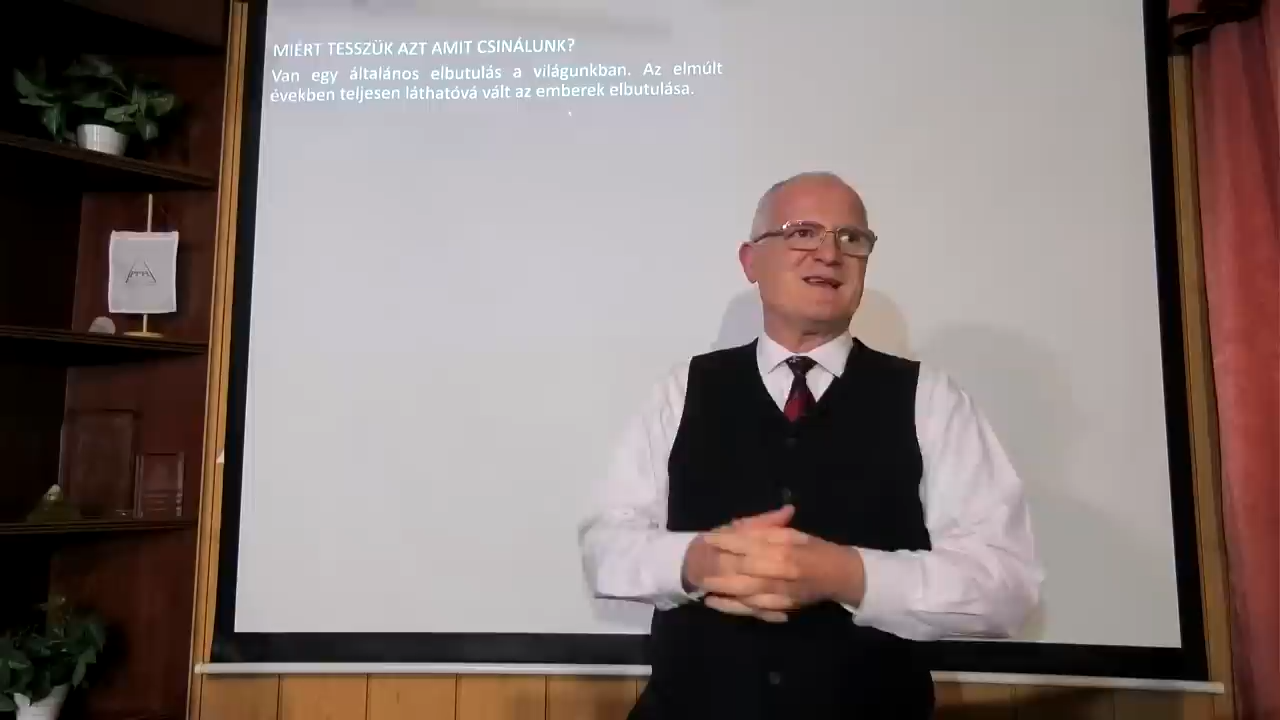 MIÉRT TESSZÜK AZT AMIT CSINÁLUNK?
Van egy általános elbutulás a világunkban. Az elmúlt
években teljesen láthatóvá vált az emberek elbutulása.